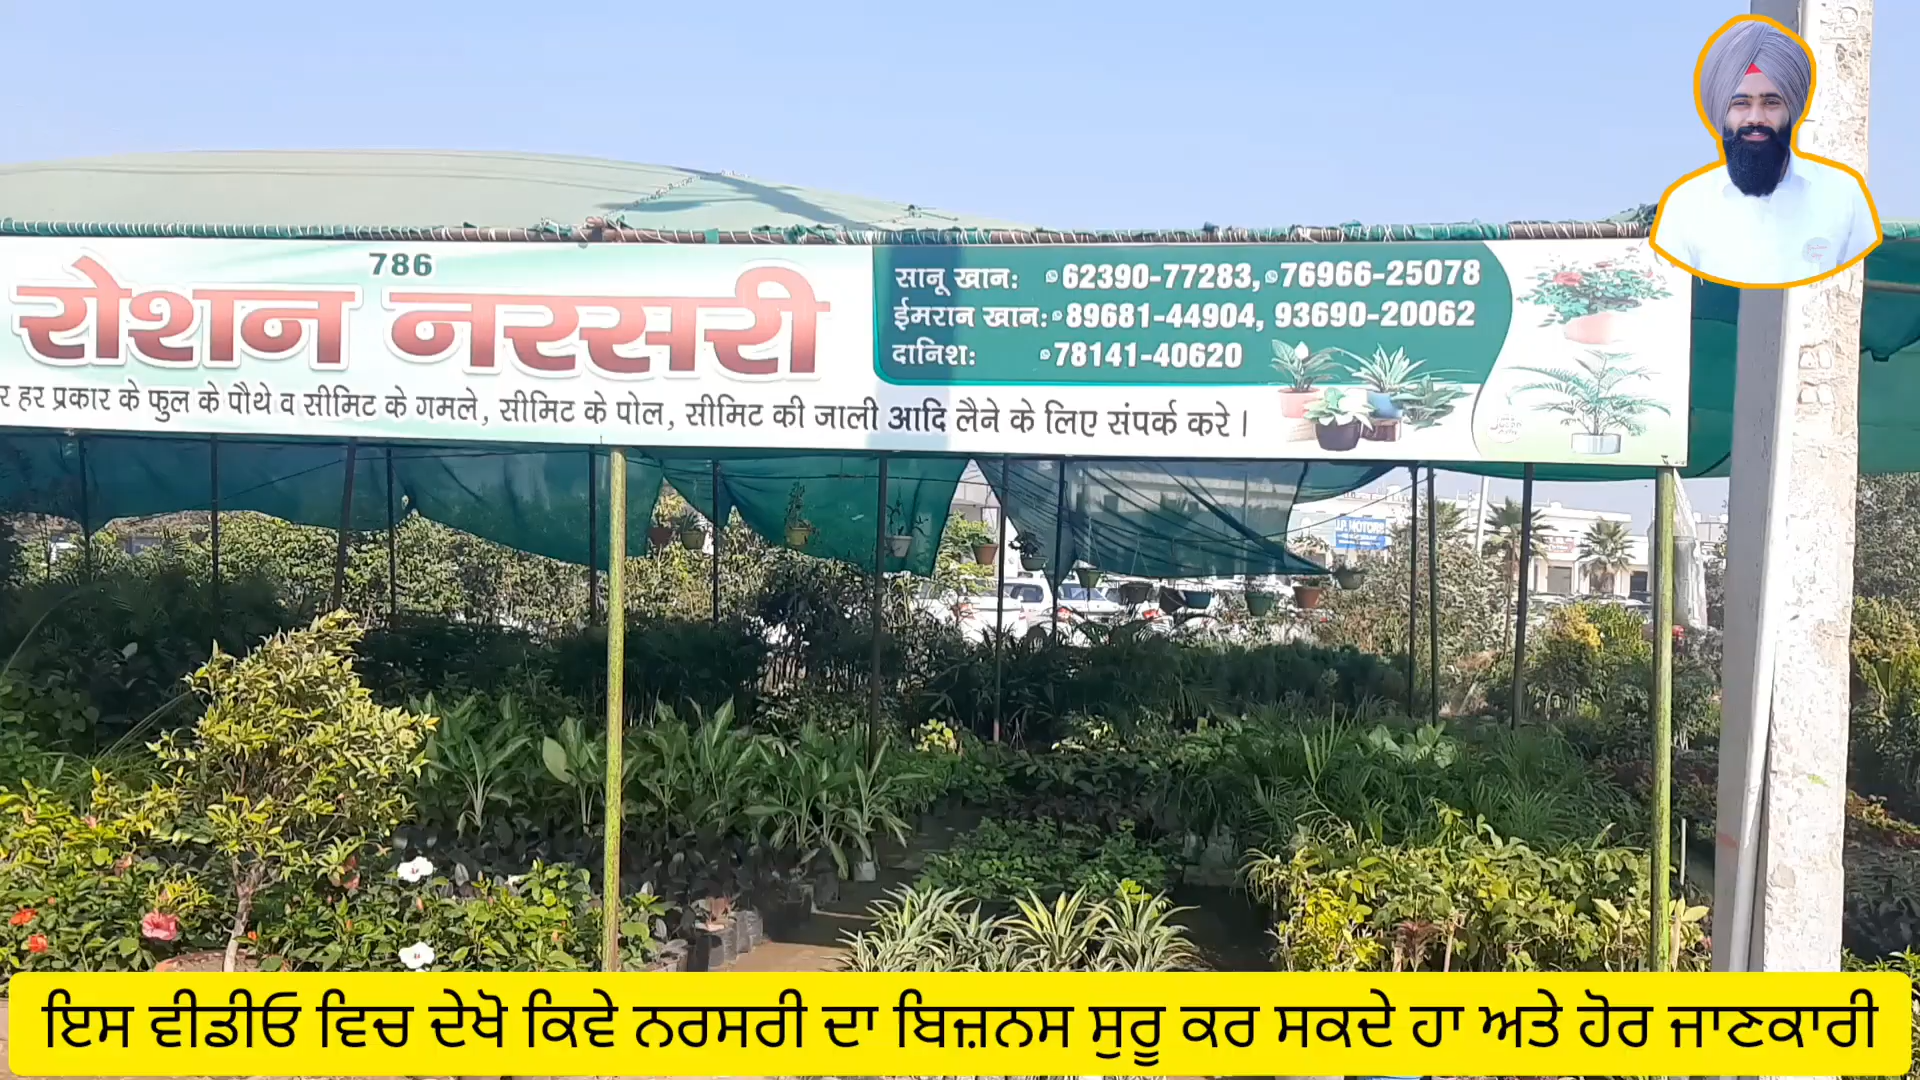 786
रोशन नरसरी
सानू खान: 62390-77283, 76966-25078
ईमरान खान: 89681-44904, 93690-20062
दानिश: 78141-40620
हर प्रकार के फुल के पौथे व सीमिट के गमले, सीमिट के पोल, सीमिट की जाली आदि लैने के लिए संपर्क करे ।
J.P. MOTORS
ਇਸ ਵੀਡੀਓ ਵਿਚ ਦੇਖੋ ਕਿਵੇ ਨਰਸਰੀ ਦਾ ਬਿਜ਼ਨਸ ਸੁਰੂ ਕਰ ਸਕਦੇ ਹਾ ਅਤੇ ਹੋਰ ਜਾਣਕਾਰੀ